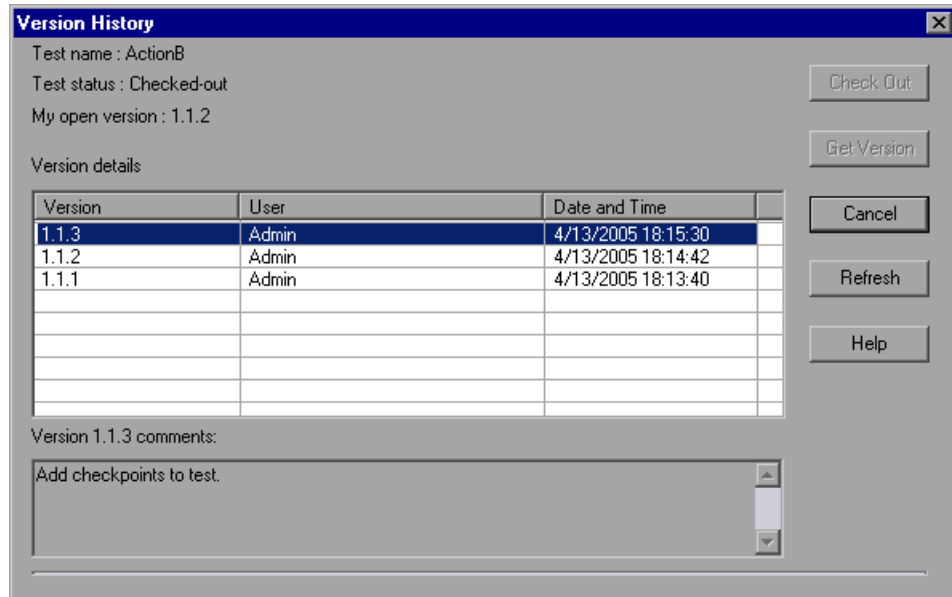 Version History
Test name : ActionB
Test status : Checked-out
My open version : 1.1.2
Check Out
Get Version
Cancel
Refresh
Help
Version details
Version User Date and Time
1.1.3 Admin 4/13/2005 18:15:30
1.1.2 Admin 4/13/2005 18:14:42
1.1.1 Admin 4/13/2005 18:13:40
Version 1.1.3 comments:
Add checkpoints to test.